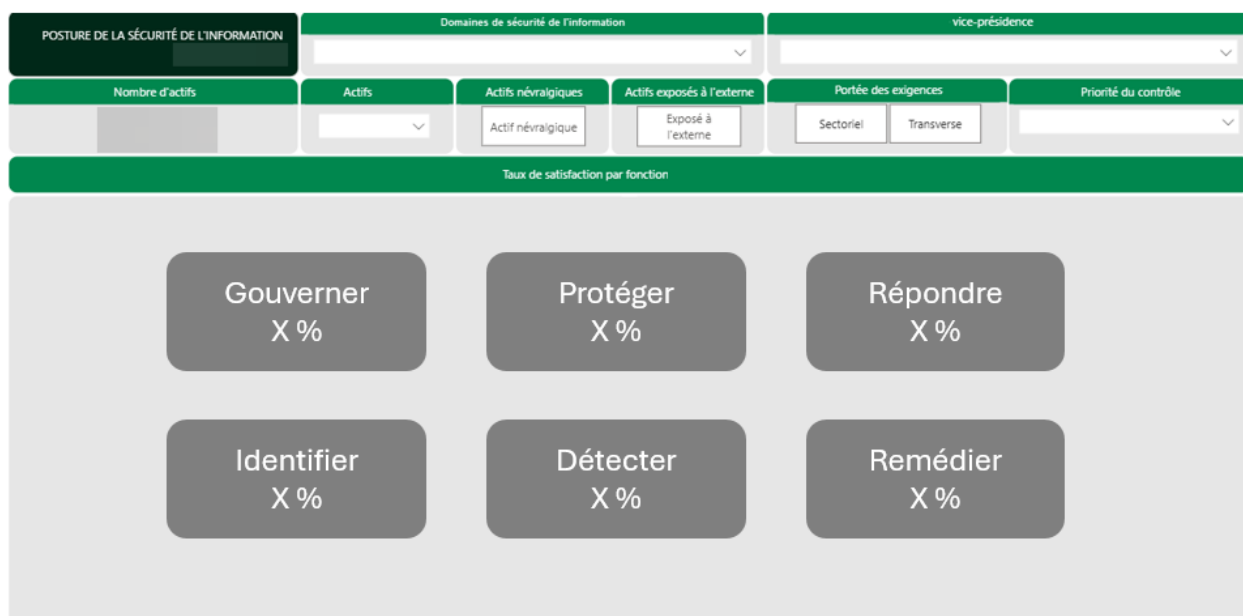 POSTURE DE LA SÉCURITÉ DE L'INFORMATION
Domaines de sécurité de l'information
vice-présidence
Nombre d'actifs
Actifs
Actifs névralgiques
Actifs exposés à l'externe
Portée des exigences
Priorité du contrôle
Actif névralgique
Exposé à
l'externe
Sectoriel
Transverse
Taux de satisfaction par fonction
Gouverner
X %
Protéger
X %
Répondre
X %
Identifier
X %
Détecter
X %
Remédier
X %